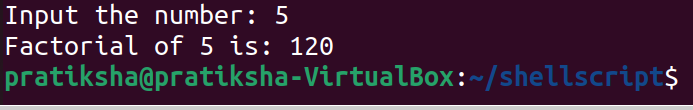 Input the number: 5
Factorial of 5 is: 120
pratiksha@pratiksha-VirtualBox:~/shellscript$